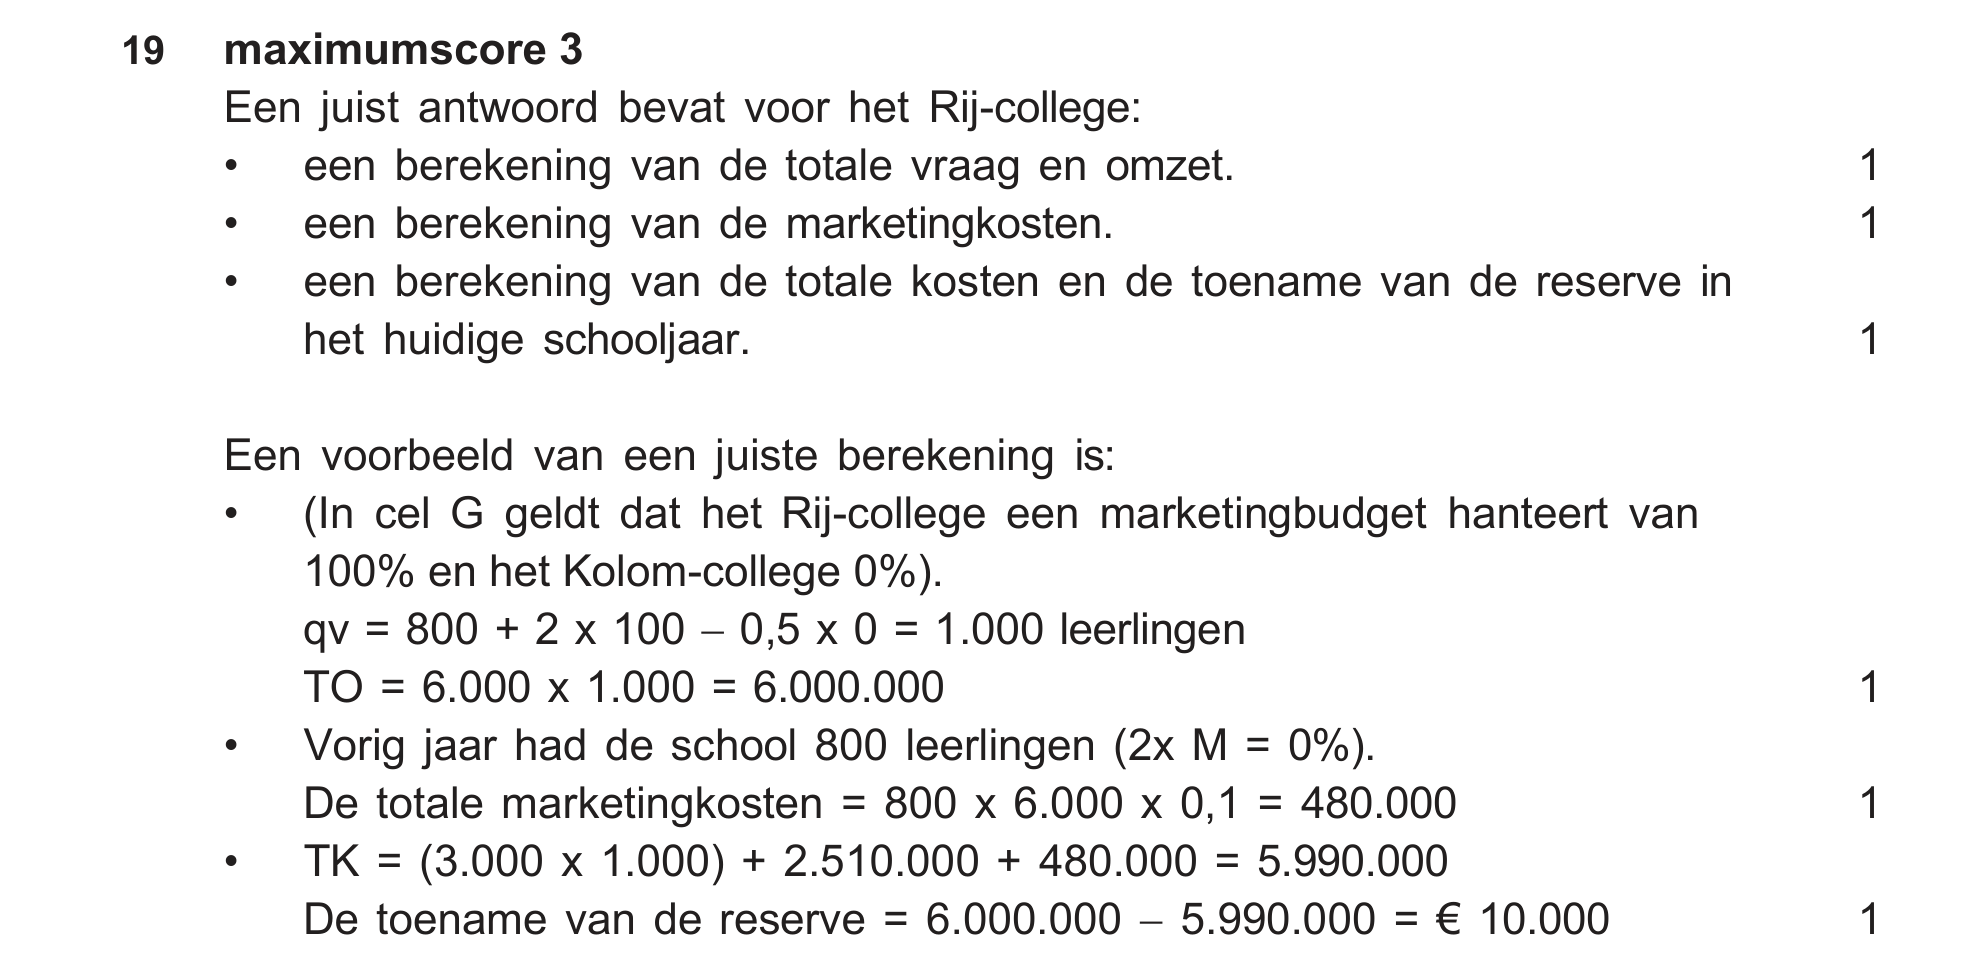 19 maximumscore 3
Een juist antwoord bevat voor het Rij-college:
• een berekening van de totale vraag en omzet. 1
• een berekening van de marketingkosten. 1
• een berekening van de totale kosten en de toename van de reserve in
het huidige schooljaar. 1
Een voorbeeld van een juiste berekening is:
• (In cel G geldt dat het Rij-college een marketingbudget hanteert van
100% en het Kolom-college 0%).
qv = 800 + 2 x 100 – 0,5 x 0 = 1.000 leerlingen
TO = 6.000 x 1.000 = 6.000.000 1
• Vorig jaar had de school 800 leerlingen (2x M = 0%).
De totale marketingkosten = 800 x 6.000 x 0,1 = 480.000 1
• TK = (3.000 x 1.000) + 2.510.000 + 480.000 = 5.990.000
De toename van de reserve = 6.000.000 – 5.990.000 = € 10.000 1